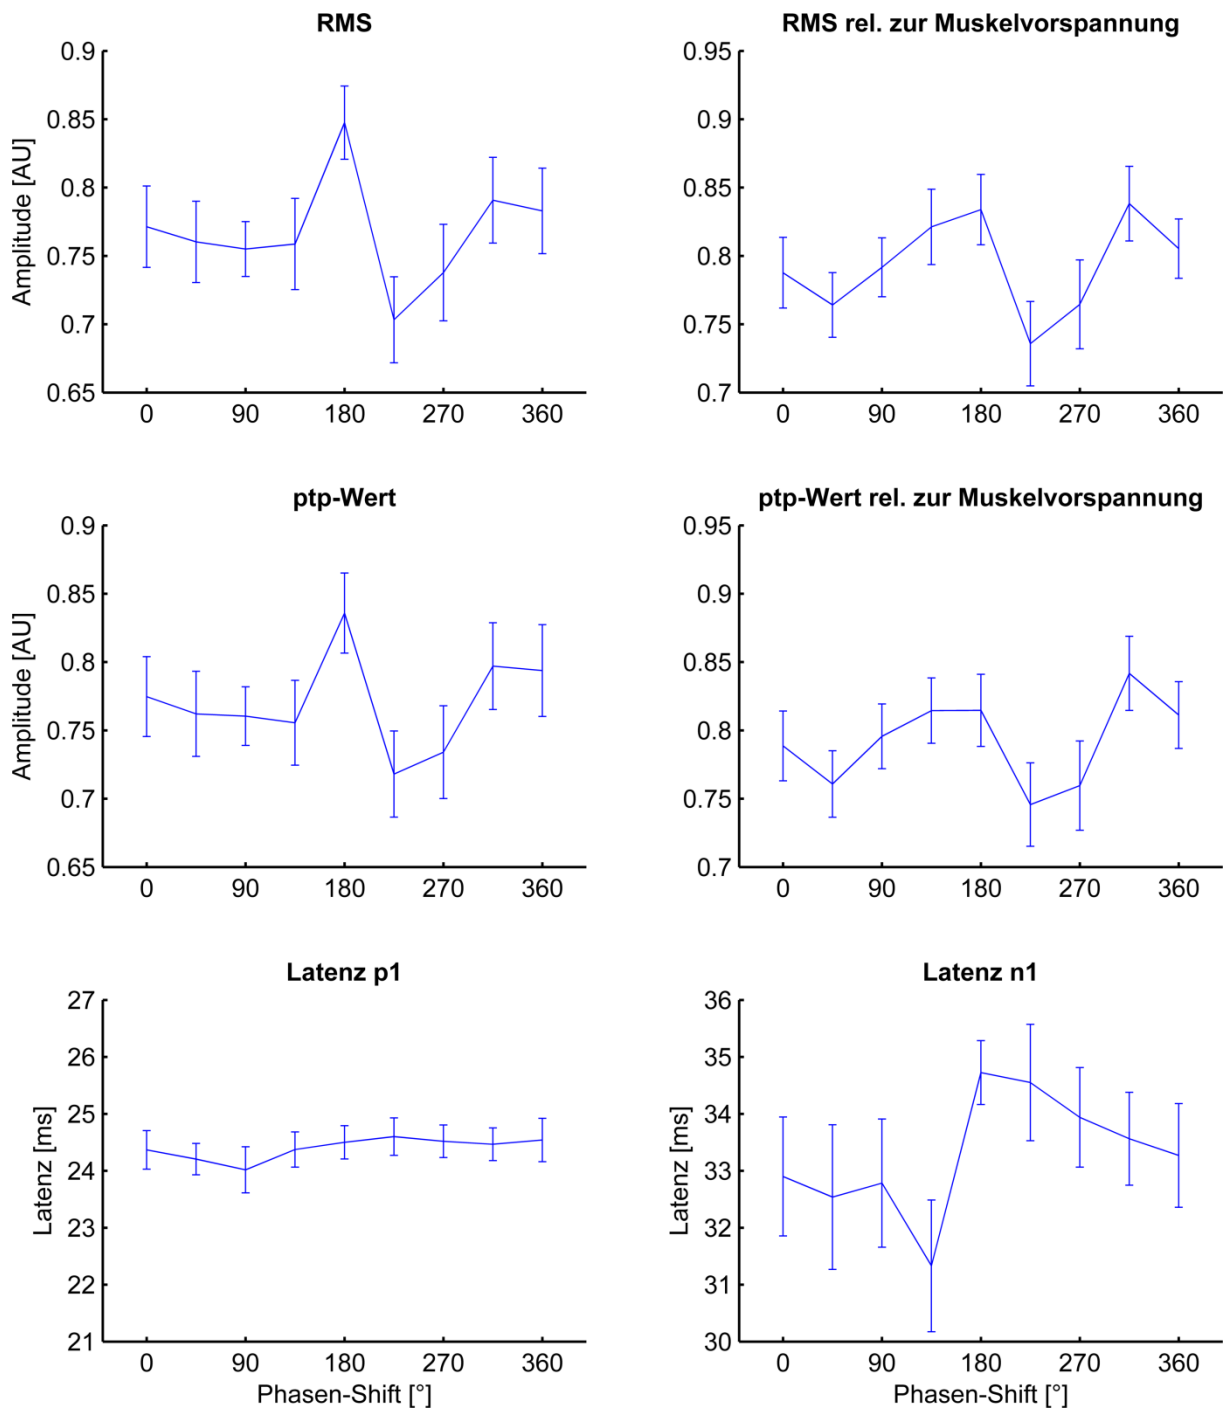 RMS
0.9
0.85
0.8
0.75
0.7
0.65
Amplitude [AU]
0 90 180 270 360
RMS rel. zur Muskelvorspannung
0.95
0.9
0.85
0.8
0.75
0.7
0 90 180 270 360
ptp-Wert
0.9
0.85
0.8
0.75
0.7
0.65
Amplitude [AU]
0 90 180 270 360
ptp-Wert rel. zur Muskelvorspannung
0.95
0.9
0.85
0.8
0.75
0.7
0 90 180 270 360
Latenz p1
27
26
25
24
23
22
21
Latenz [ms]
0 90 180 270 360
Phasen-Shift [°]
Latenz n1
36
35
34
33
32
31
30
Latenz [ms]
0 90 180 270 360
Phasen-Shift [°]